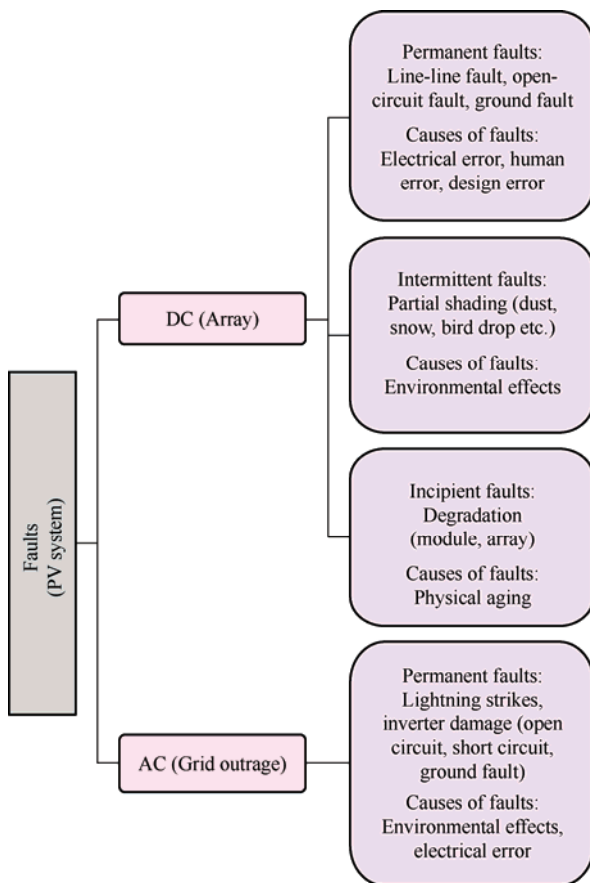 Faults
(PV system)
DC (Array)
AC (Grid outrage)
Permanent faults:
Line-line fault, open-
circuit fault, ground fault
Causes of faults:
Electrical error, human
error, design error
Intermittent faults:
Partial shading (dust,
snow, bird drop etc.)
Causes of faults:
Environmental effects
Incipient faults:
Degradation
(module, array)
Causes of faults:
Physical aging
Permanent faults:
Lightning strikes,
inverter damage (open
circuit, short circuit,
ground fault)
Causes of faults:
Environmental effects,
electrical error